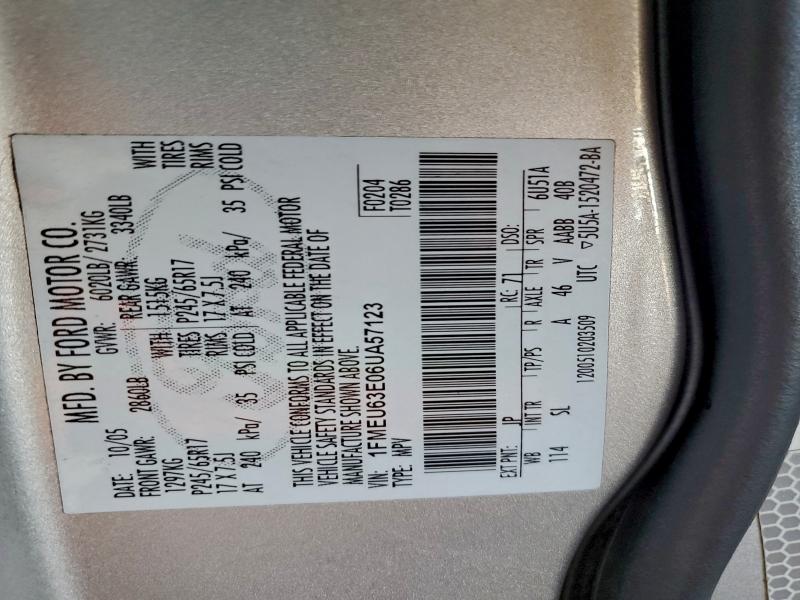 MFD. BY FORD MOTOR CO.
DATE: 10/05 GVWR: 6020LB/ 2731KG
FRONT GAWR: 2860LB REAR GAWR: 3340LB
1297KG WITH 1515KG WITH
P245/65R17 TIRES P245/65R17 TIRES
17 X 7.5J RIMS 17 X 7.5J RIMS
AT 240 kPa/ 35 PSI COLD AT 240 kPa/ 35 PSI COLD
THIS VEHICLE CONFORMS TO ALL APPLICABLE FEDERAL MOTOR
VEHICLE SAFETY STANDARDS IN EFFECT ON THE DATE OF
MANUFACTURE SHOWN ABOVE.
VIN: 1FMEU63E06UA57123
TYPE: MPV
F0204
T0286
EXT PNT: JP RC: 71 DSO:
WB INT TR TP/PS R AXLE TR SPR 6U51A
114 SL A 46 V AABB 40B
1200510203509 UTC ▽5U5A-1520472-BA